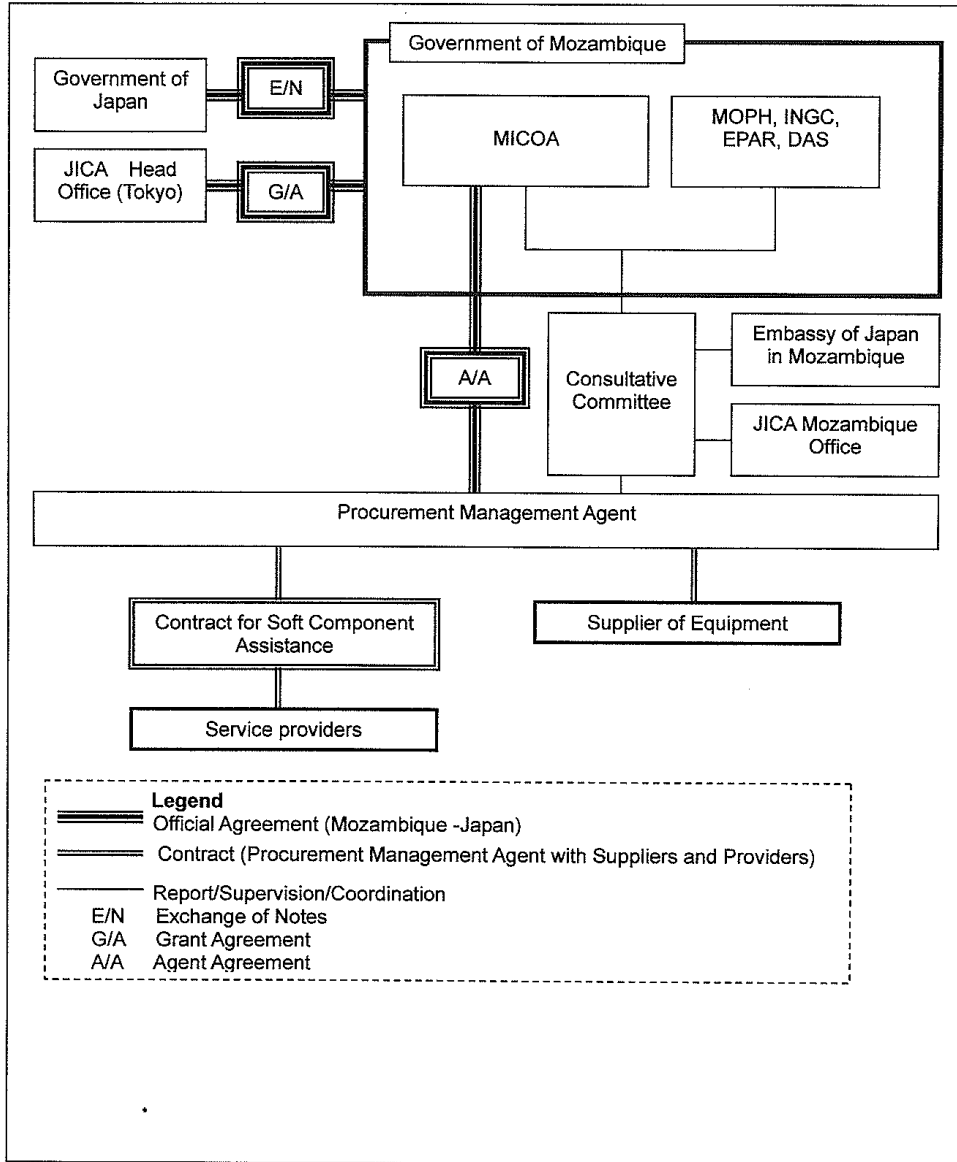 Government of Mozambique
Government of
Japan
E/N
MICOA
MOPH, INGC,
EPAR, DAS
JICA Head
Office (Tokyo)
G/A
A/A
Consultative
Committee
Embassy of Japan
in Mozambique
JICA Mozambique
Office
Procurement Management Agent
Contract for Soft Component
Assistance
Supplier of Equipment
Service providers
Legend
Official Agreement (Mozambique -Japan)
Contract (Procurement Management Agent with Suppliers and Providers)
Report/Supervision/Coordination
E/N Exchange of Notes
G/A Grant Agreement
A/A Agent Agreement